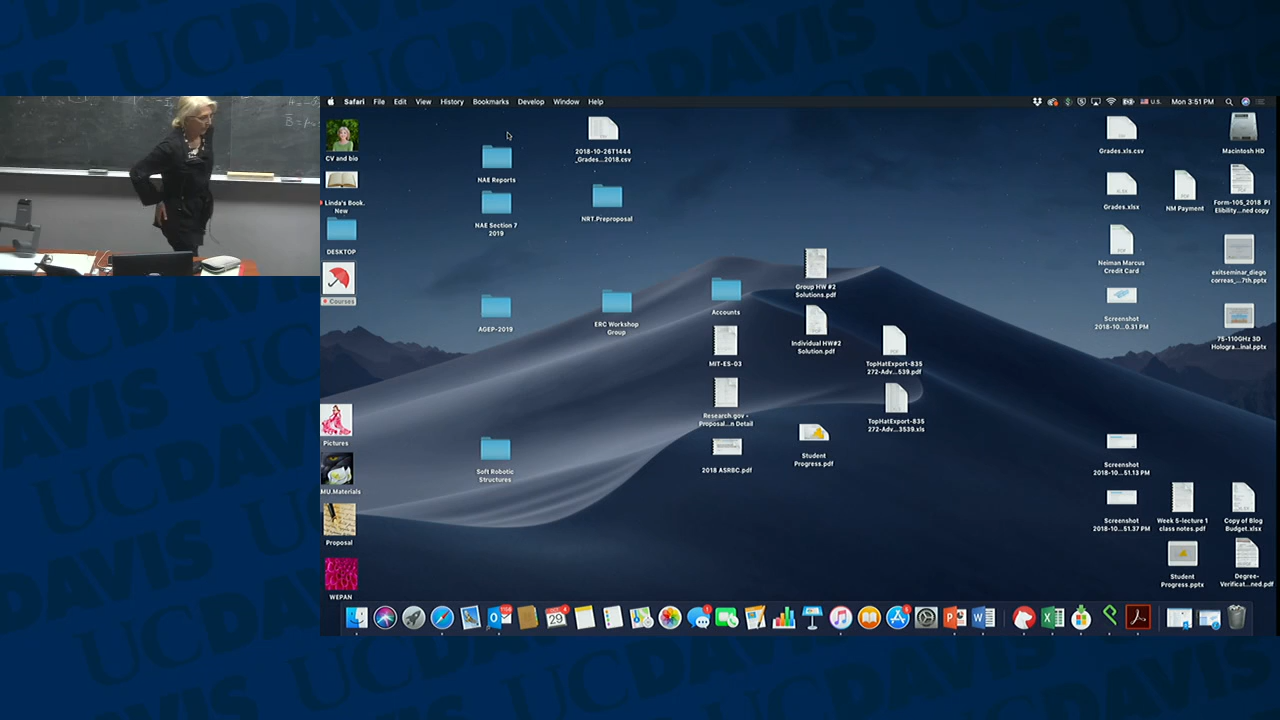 UCDAVIS
Safari File Edit View History Bookmarks Develop Window Help
U.S. Mon 3:51 PM
CV and bio
Linda's Book.
New
DESKTOP
Courses
Pictures
MU.Materials
Proposal
WEPAN
NAE Reports
NAE Section 7
2019
AGEP-2019
Soft Robotic
Structures
2018-10-26T1444
_Grades...2018.csv
NRT.Preproposal
ERC Workshop
Group
Accounts
MIT-ES-03
Research.gov -
Proposal...n Detail
2018 ASRBC.pdf
Group HW #2
Solutions.pdf
Individual HW#2
Solution.pdf
Student
Progress.pdf
TopHatExport-835
272-Adv...539.pdf
TopHatExport-835
272-Adv...3539.xls
Grades.xls.csv
Grades.xlsx
Neiman Marcus
Credit Card
Screenshot
2018-10...0.31 PM
Screenshot
2018-10...51.13 PM
Screenshot
2018-10...51.37 PM
NM Payment
Week 5-lecture 1
class notes.pdf
Student
Progress.pptx
Macintosh HD
Form-105_2018 PI
Elibility...ned copy
exitseminar_diego
correas_...7th.pptx
75-110GHz 3D
Hologra...inal.pptx
Copy of Blog
Budget.xlsx
Degree-
Verificat...ned.pdf
OCT
29